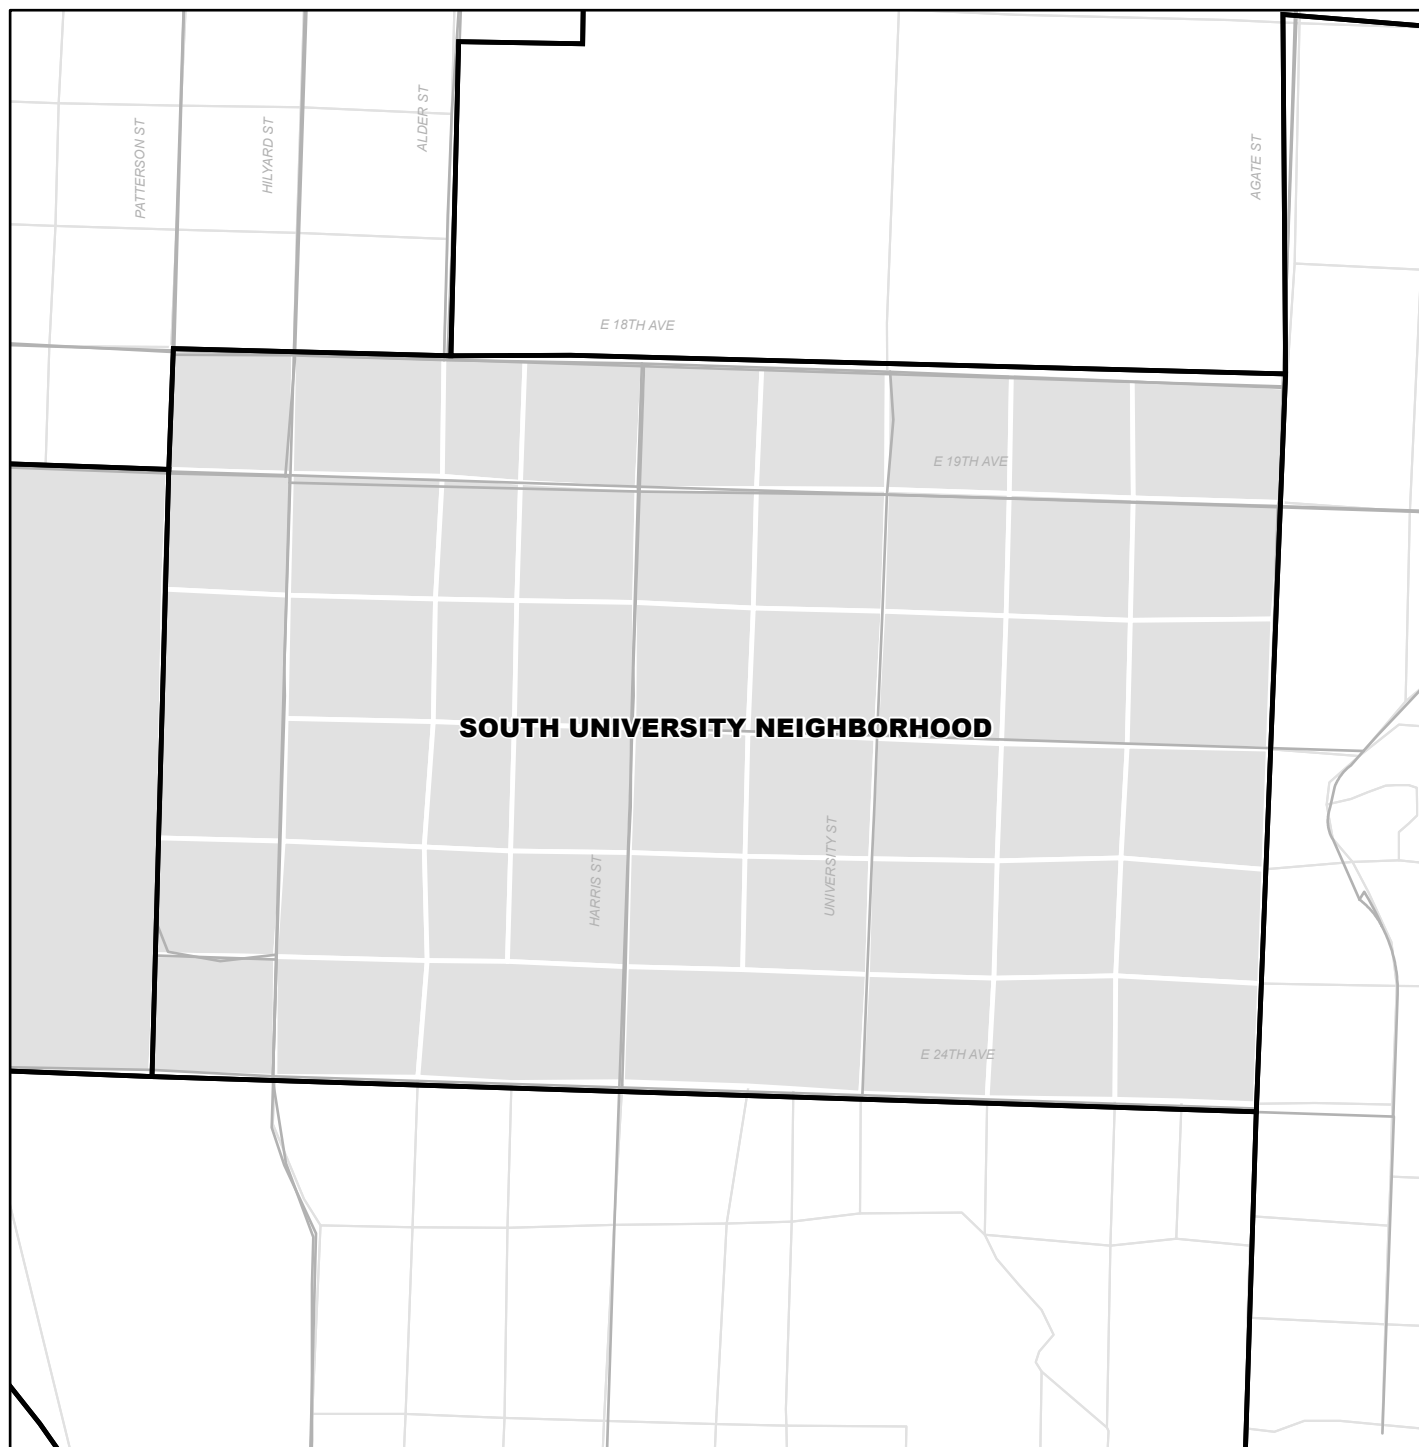 ALDER ST
PATTERSON ST
HILYARD ST
AGATE ST
E 18TH AVE
E 19TH AVE
SOUTH UNIVERSITY NEIGHBORHOOD
HARRIS ST
UNIVERSITY ST
E 24TH AVE